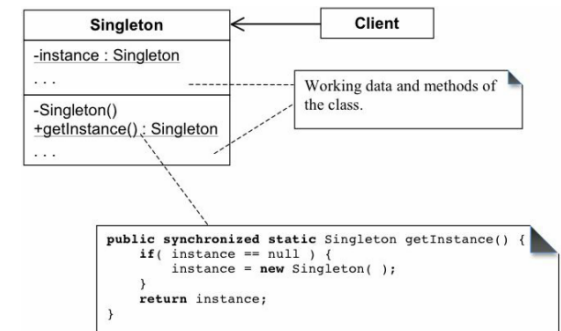 Singleton
Client
-instance : Singleton
. . .
Working data and methods of
the class.
-Singleton()
+getInstance() : Singleton
. . .
public synchronized static Singleton getInstance() {
if( instance == null ) {
instance = new Singleton( );
}
return instance;
}